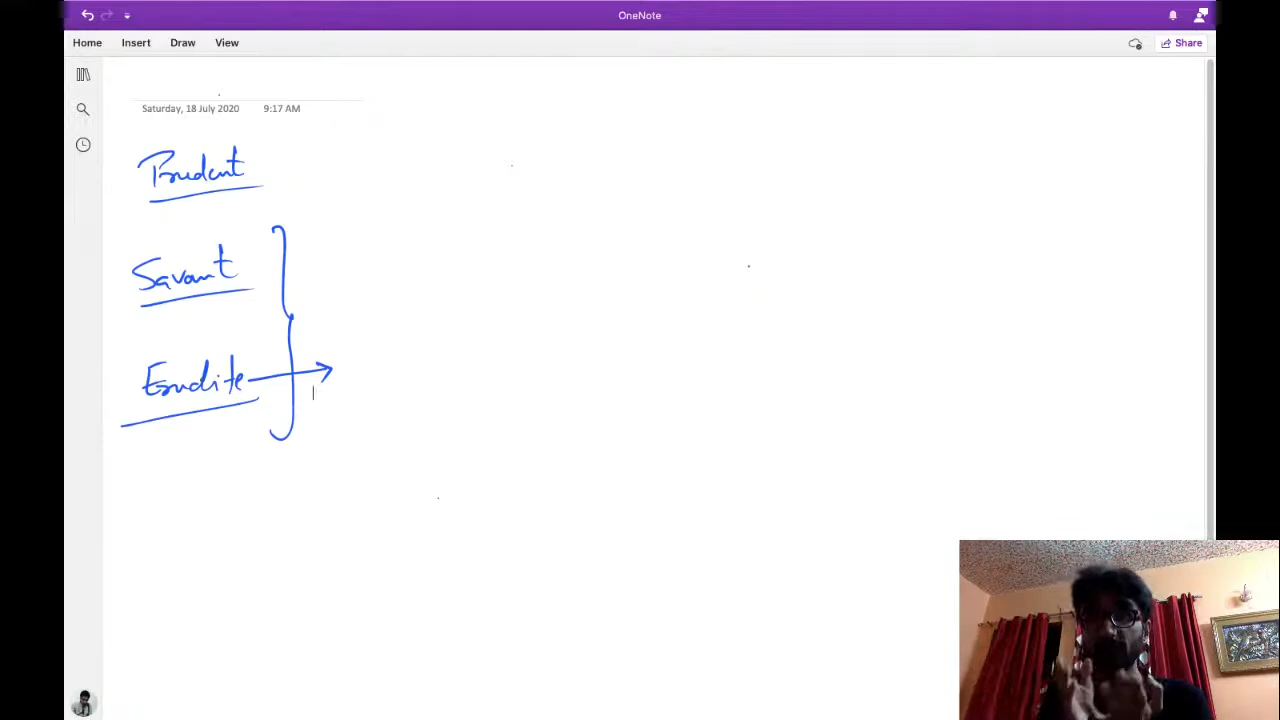 OneNote
Home Insert Draw View Share
Saturday, 18 July 2020 9:17 AM
Prudent
Savant
Erudite